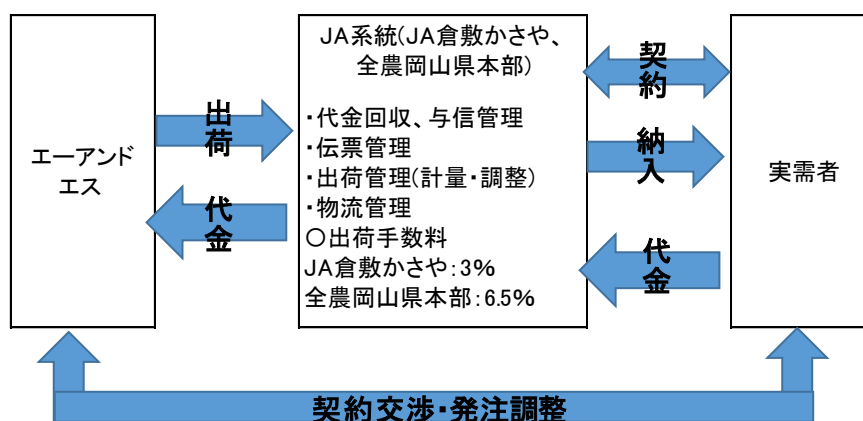 エーアンド
エス
出荷
代金
JA系統(JA倉敷かさや、
全農岡山県本部)
・代金回収、与信管理
・伝票管理
・出荷管理(計量・調整)
・物流管理
〇出荷手数料
JA倉敷かさや:3%
全農岡山県本部:6.5%
契約
納入
代金
実需者
契約交渉・発注調整